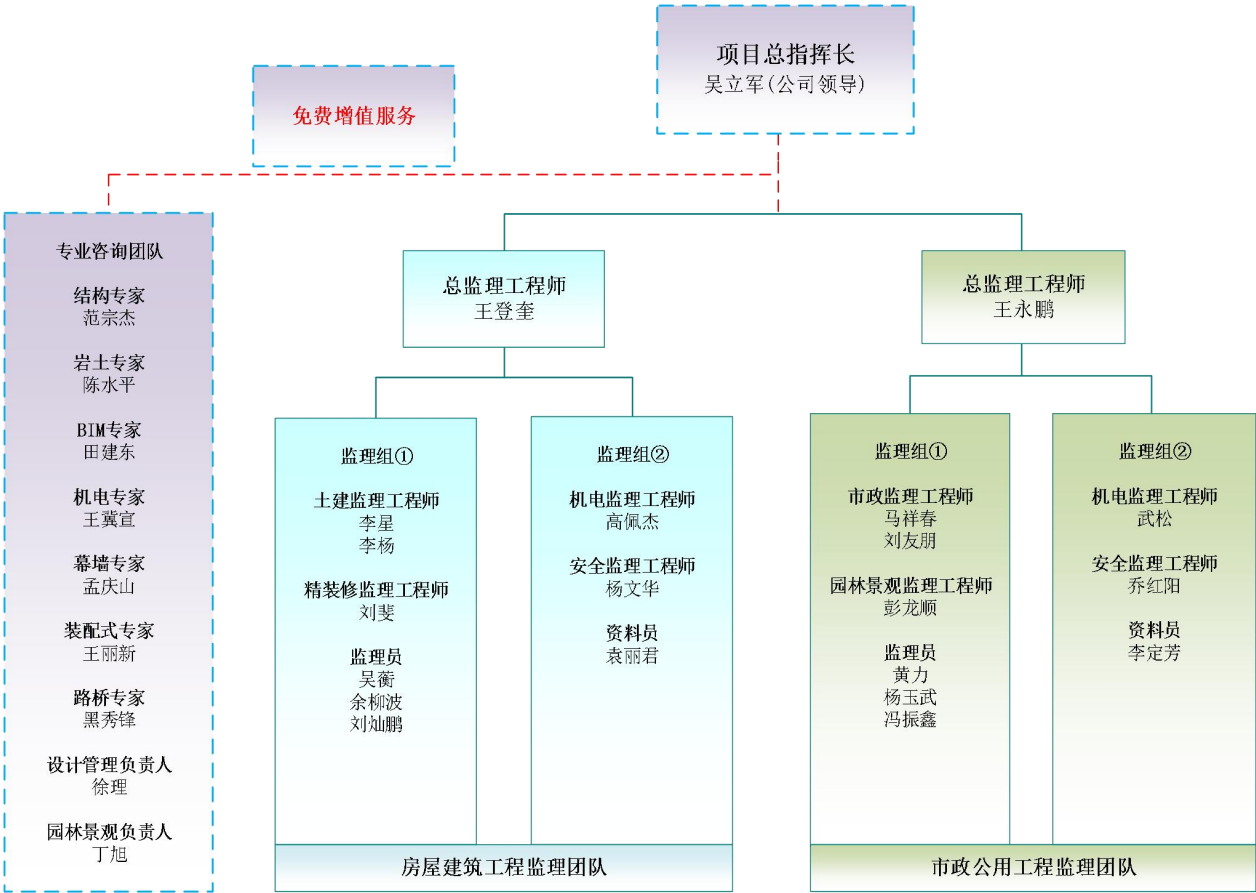 项目总指挥长
吴立军(公司领导)
免费增值服务
专业咨询团队
结构专家
范宗杰
岩土专家
陈水平
BIM专家
田建东
机电专家
王冀宣
幕墙专家
孟庆山
装配式专家
王丽新
路桥专家
黑秀锋
设计管理负责人
徐理
园林景观负责人
丁旭
总监理工程师
王登奎
监理组①
土建监理工程师
李星
李杨
精装修监理工程师
刘斐
监理员
吴蘅
余柳波
刘灿鹏
监理组②
机电监理工程师
高佩杰
安全监理工程师
杨文华
资料员
袁丽君
房屋建筑工程监理团队
总监理工程师
王永鹏
监理组①
市政监理工程师
马祥春
刘友朋
园林景观监理工程师
彭龙顺
监理员
黄力
杨玉武
冯振鑫
监理组②
机电监理工程师
武松
安全监理工程师
乔红阳
资料员
李定芳
市政公用工程监理团队